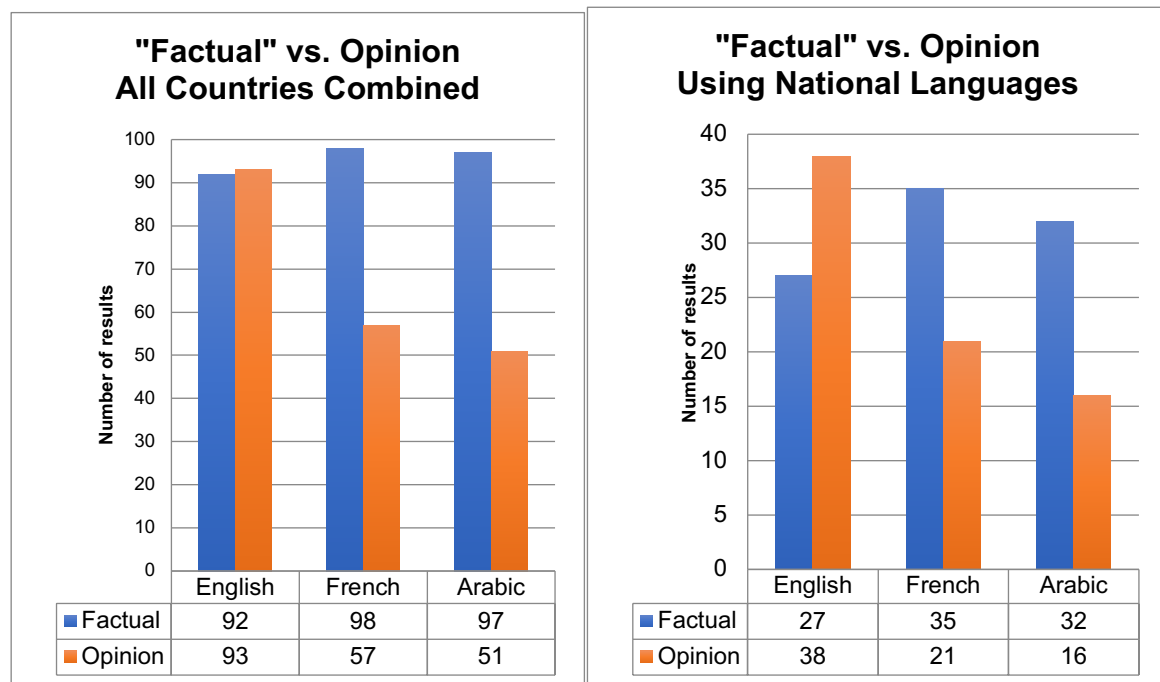 "Factual" vs. Opinion
All Countries Combined
Number of results
100
90
80
70
60
50
40
30
20
10
0
English French Arabic
Factual 92 98 97
Opinion 93 57 51
"Factual" vs. Opinion
Using National Languages
Number of results
40
35
30
25
20
15
10
5
0
English French Arabic
Factual 27 35 32
Opinion 38 21 16